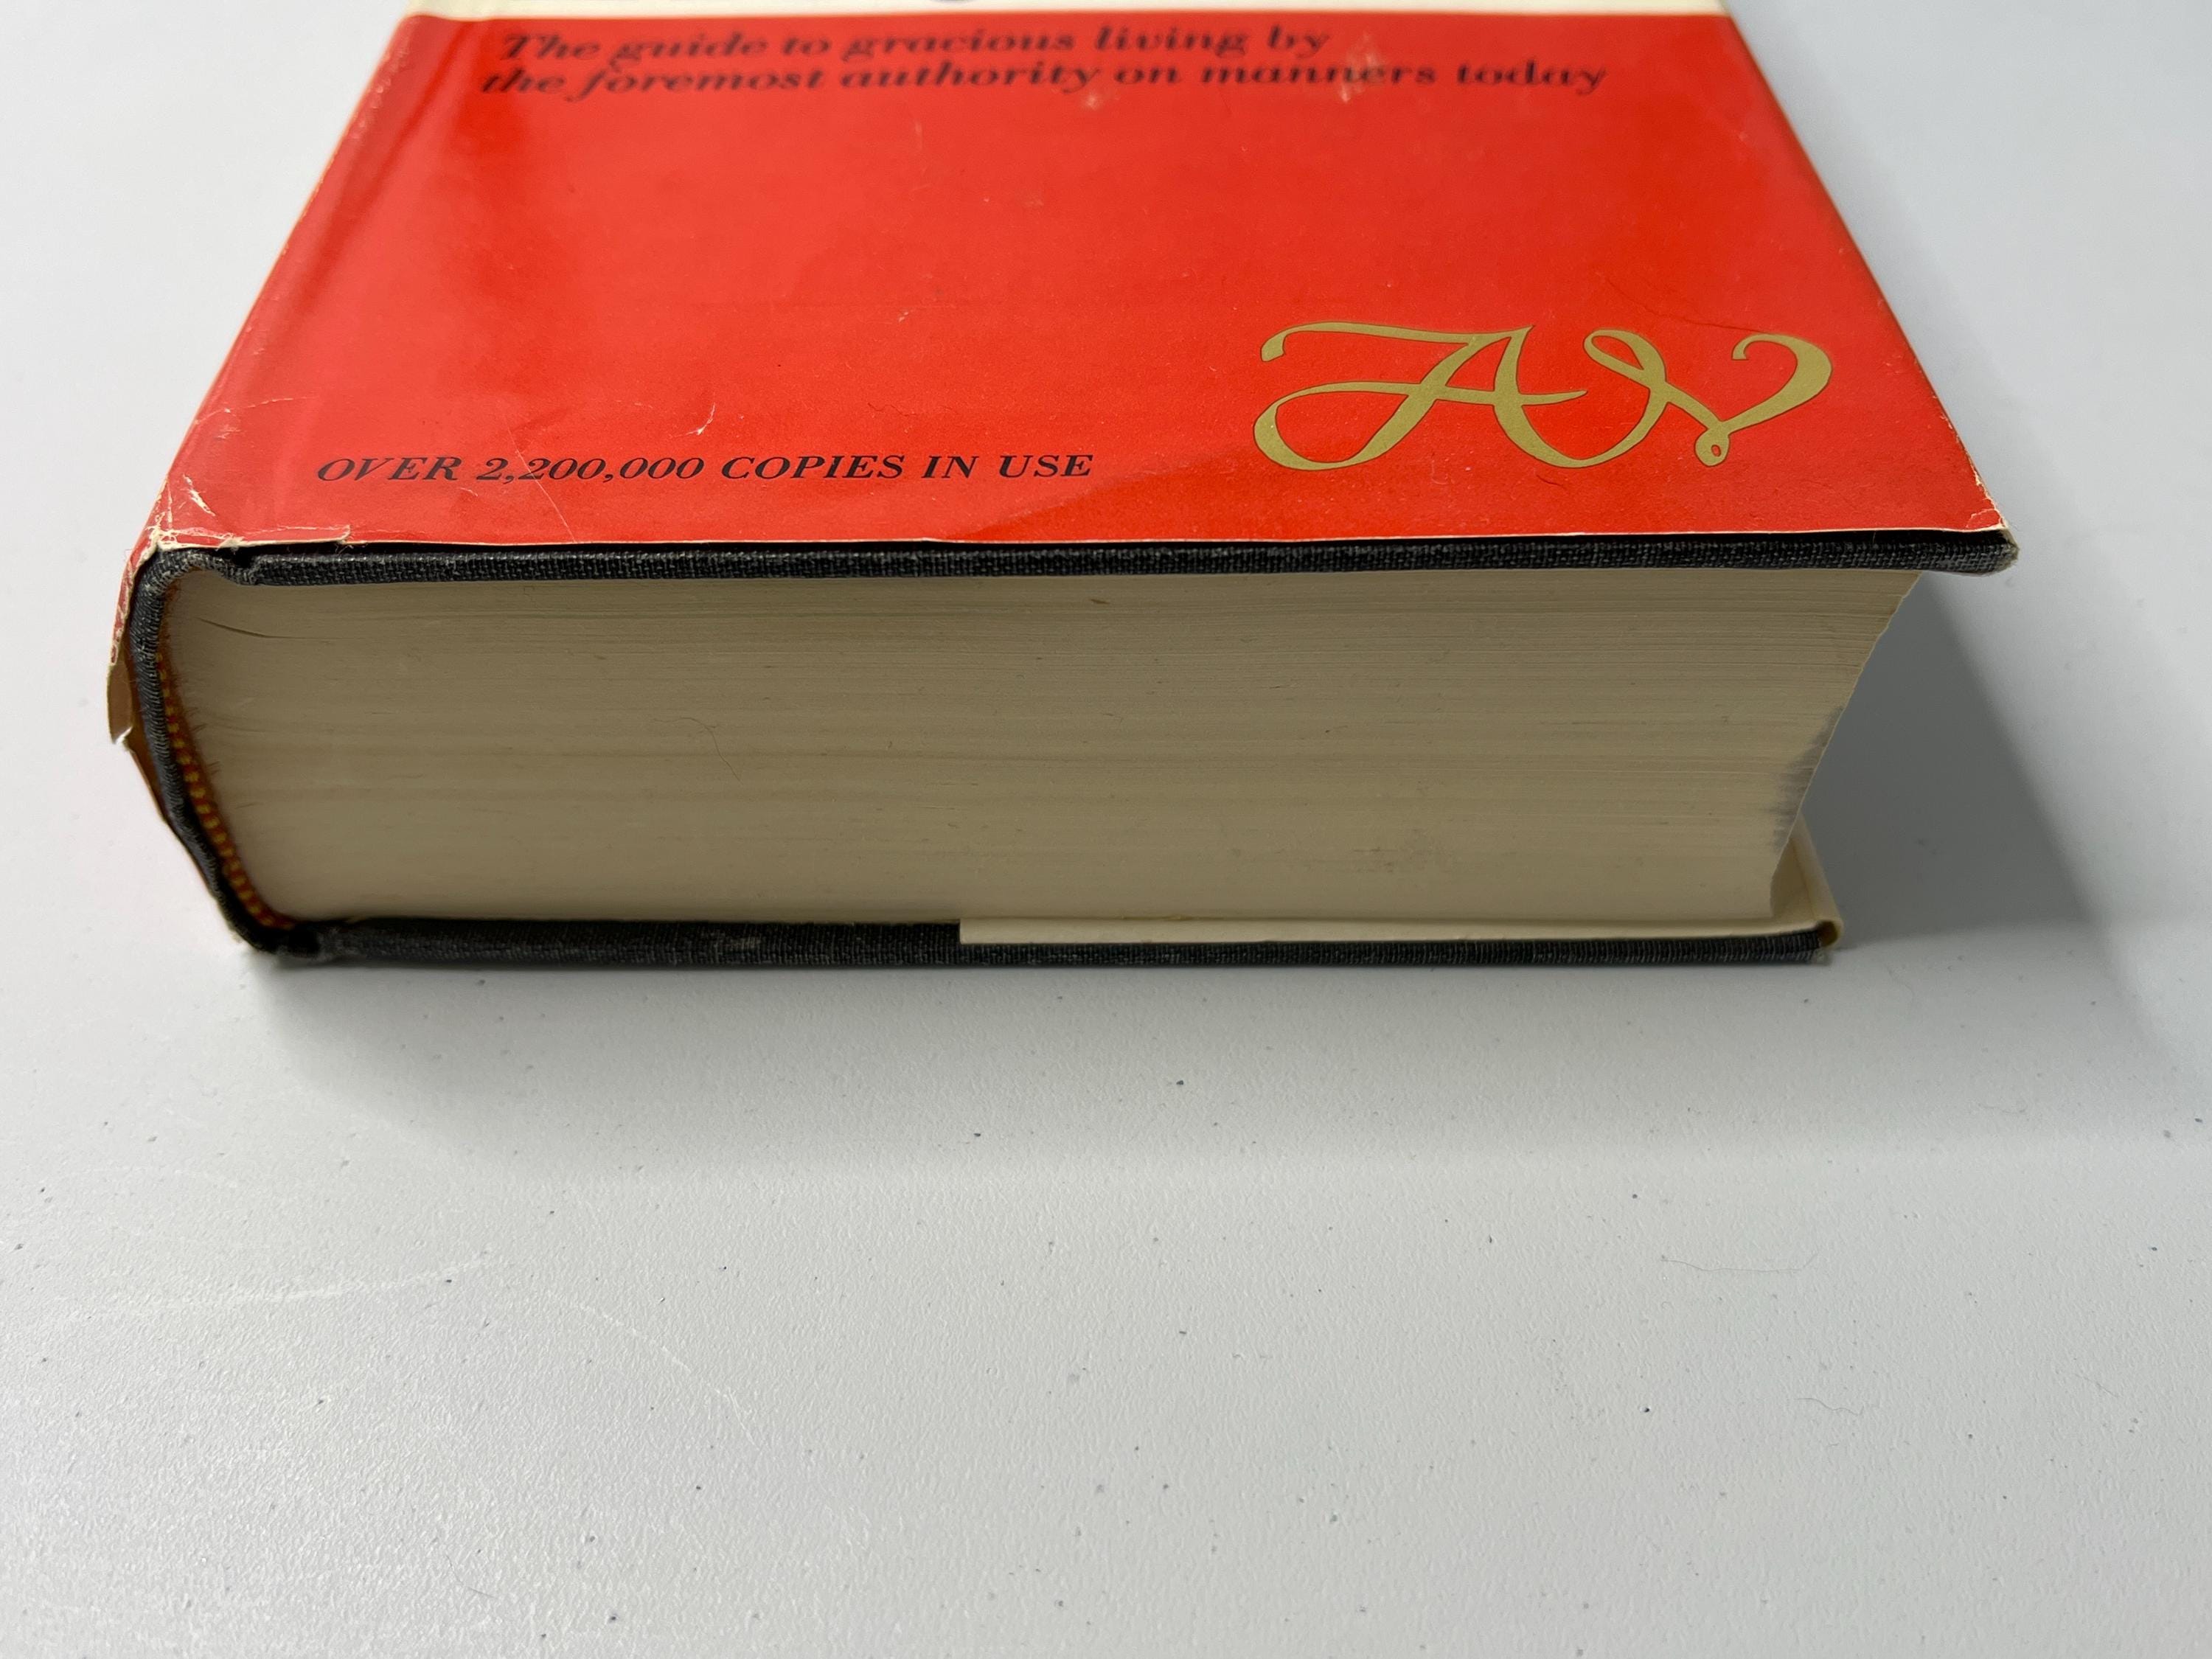 The guide to gracious living by
the foremost authority on manners today
AV
OVER 2,200,000 COPIES IN USE